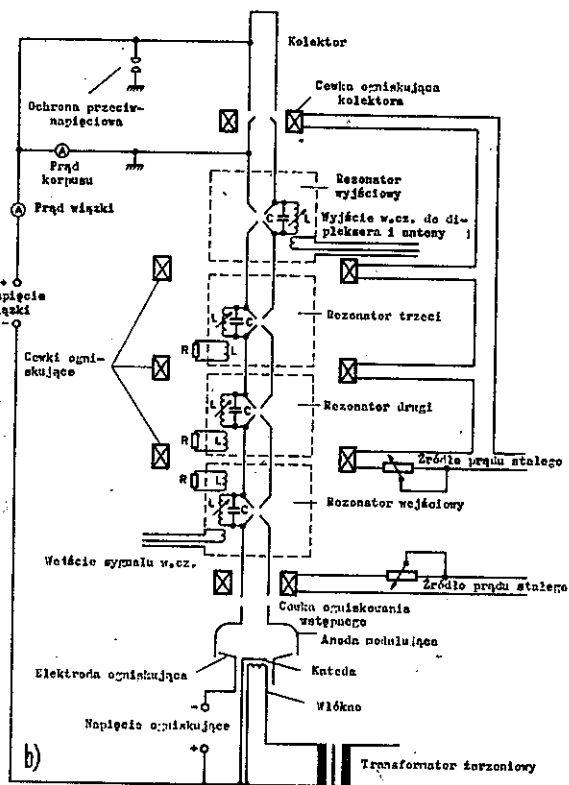 Kolektor
Ochrona przeciw-
napięciowa
Cewka ogniskująca
kolektora
A
Prąd
korpusu
Rezonator
wyjściowy
A
Prąd wiązki
C
L
Wyjście w.cz. do di-
pleksera i anteny
+
napięcie
wiązki
-
L
C
Rezonator trzeci
R
L
Cewki ogni-
skujące
L
C
Rezonator drugi
R
L
Źródło prądu stałego
R
L
L
C
Rezonator wejściowy
Wejście sygnału w.cz.
Źródło prądu stałego
Cewka ogniskowania
wstępnego
Anoda modulująca
Elektroda ogniskująca
Katoda
-
Włókno
Napięcie ogniskujące
+
b)
Transformator żarzeniowy